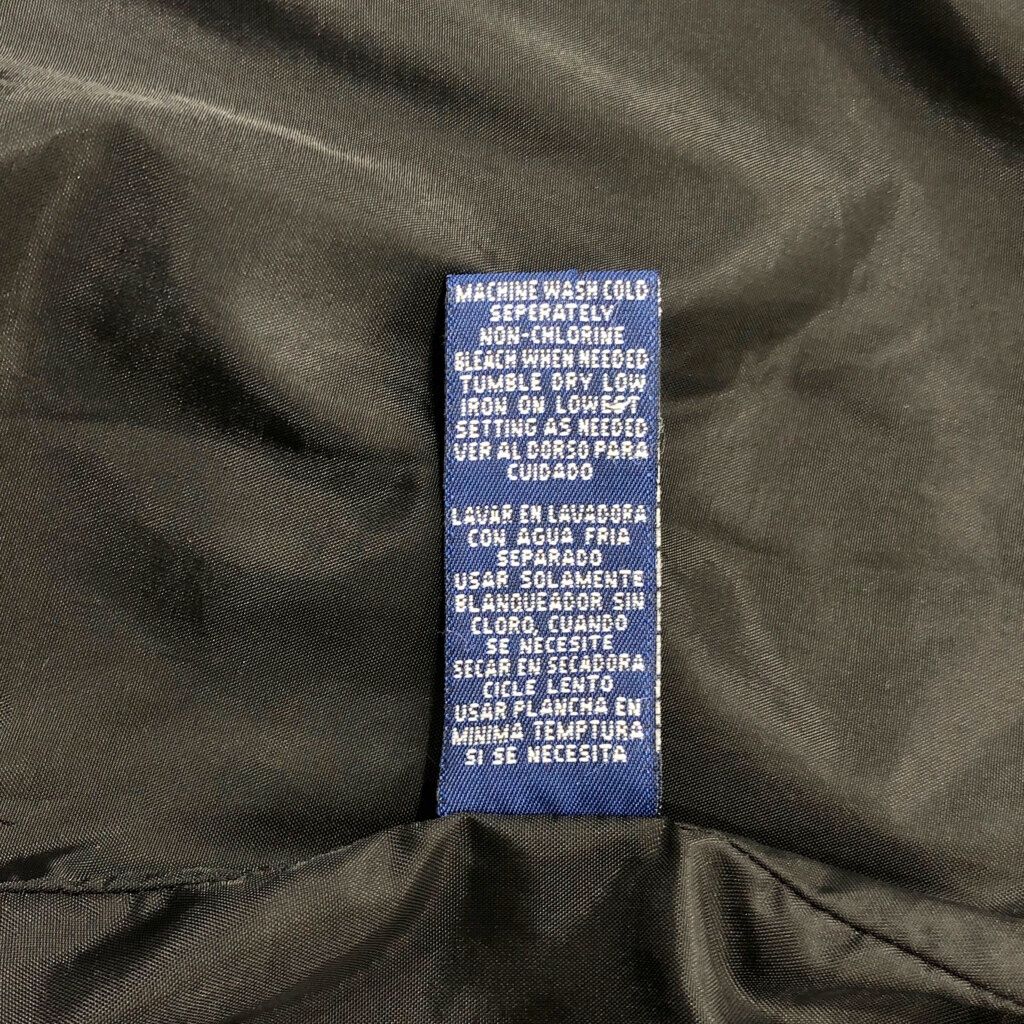 MACHINE WASH COLD
SEPERATELY
NON-CHLORINE
BLEACH WHEN NEEDED
TUMBLE DRY LOW
IRON ON LOWEST
SETTING AS NEEDED
VER AL DORSO PARA
CUIDADO
LAVAR EN LAVADORA
CON AGUA FRIA
SEPARADO
USAR SOLAMENTE
BLANQUEADOR SIN
CLORO, CUANDO
SE NECESITE
SECAR EN SECADORA
CICLE LENTO
USAR PLANCHA EN
MINIMA TEMPTURA
SI SE NECESITA